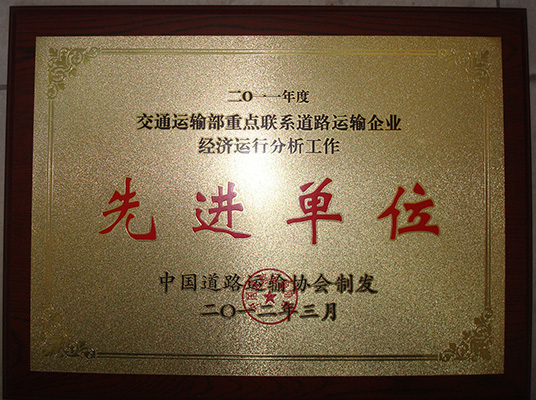 二〇一一年度
交通运输部重点联系道路运输企业
经济运行分析工作
先进单位
中国道路运输协会制发
二〇一二年三月